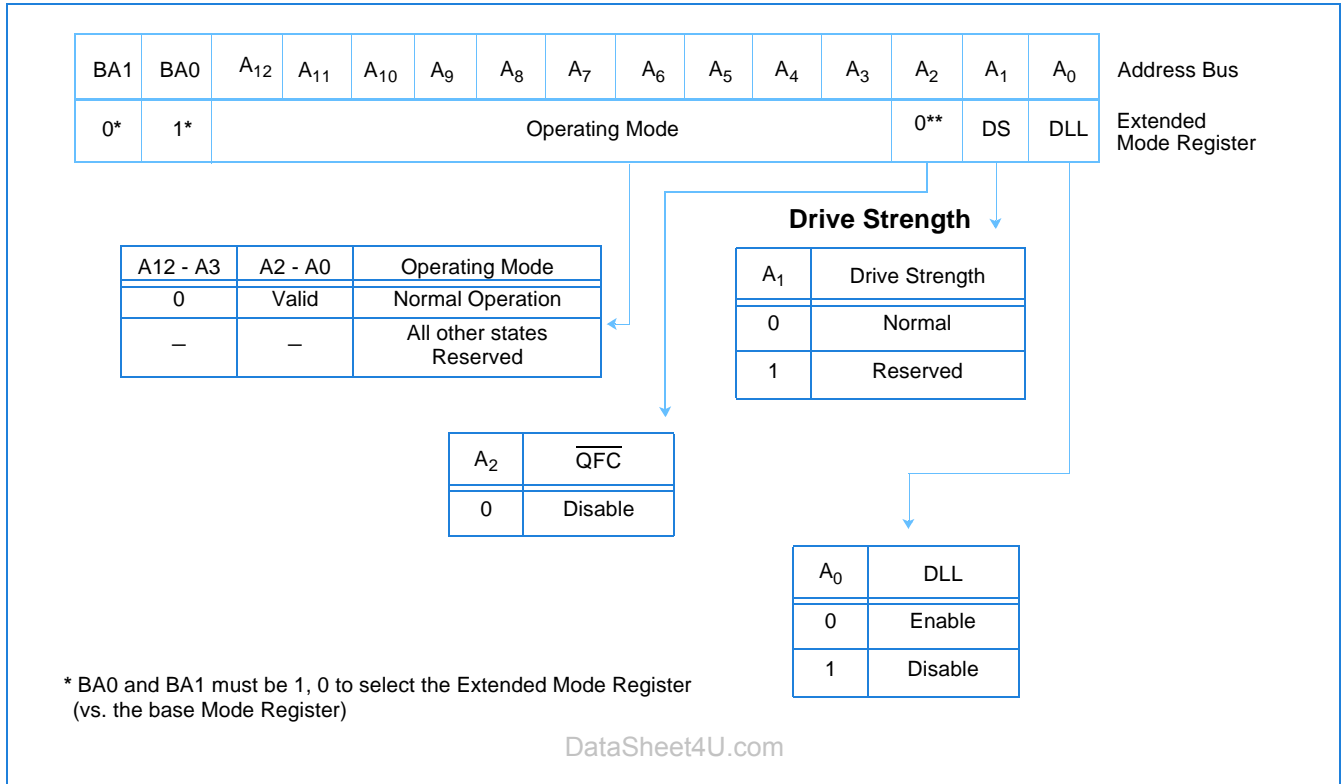 BA1 BA0 A12 A11 A10 A9 A8 A7 A6 A5 A4 A3 A2 A1 A0 Address Bus
0* 1* Operating Mode 0** DS DLL Extended
Mode Register
Drive Strength
A12 - A3 A2 - A0 Operating Mode
0 Valid Normal Operation
– – All other states
Reserved
A1 Drive Strength
0 Normal
1 Reserved
A2 QFC
0 Disable
A0 DLL
0 Enable
1 Disable
* BA0 and BA1 must be 1, 0 to select the Extended Mode Register
(vs. the base Mode Register)
DataSheet4U.com